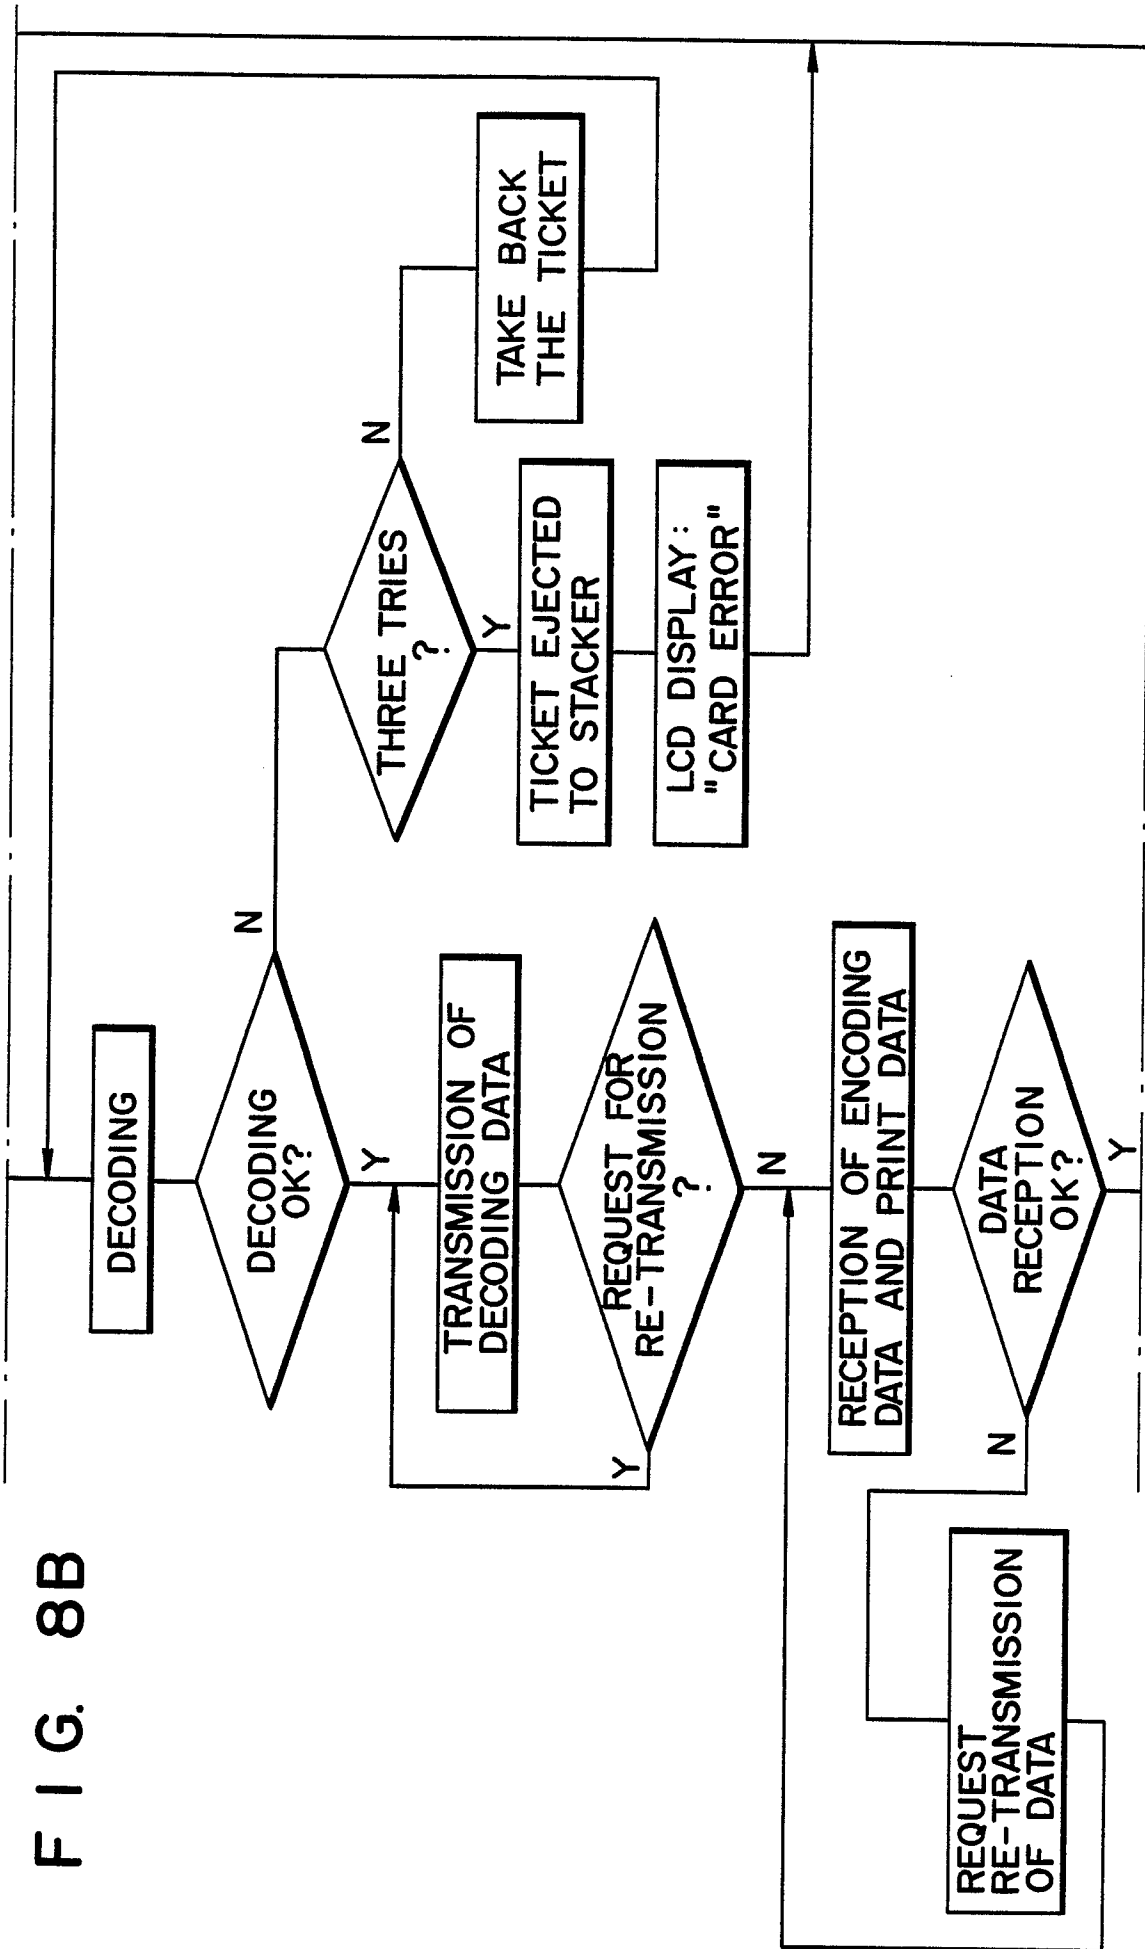 FIG. 8B
DECODING
DECODING
OK?
N
Y
THREE TRIES
?
N
Y
TAKE BACK
THE TICKET
TICKET EJECTED
TO STACKER
LCD DISPLAY:
"CARD ERROR"
TRANSMISSION OF
DECODING DATA
REQUEST FOR
RE-TRANSMISSION
?
Y
N
RECEPTION OF ENCODING
DATA AND PRINT DATA
DATA
RECEPTION
OK?
N
Y
REQUEST
RE-TRANSMISSION
OF DATA